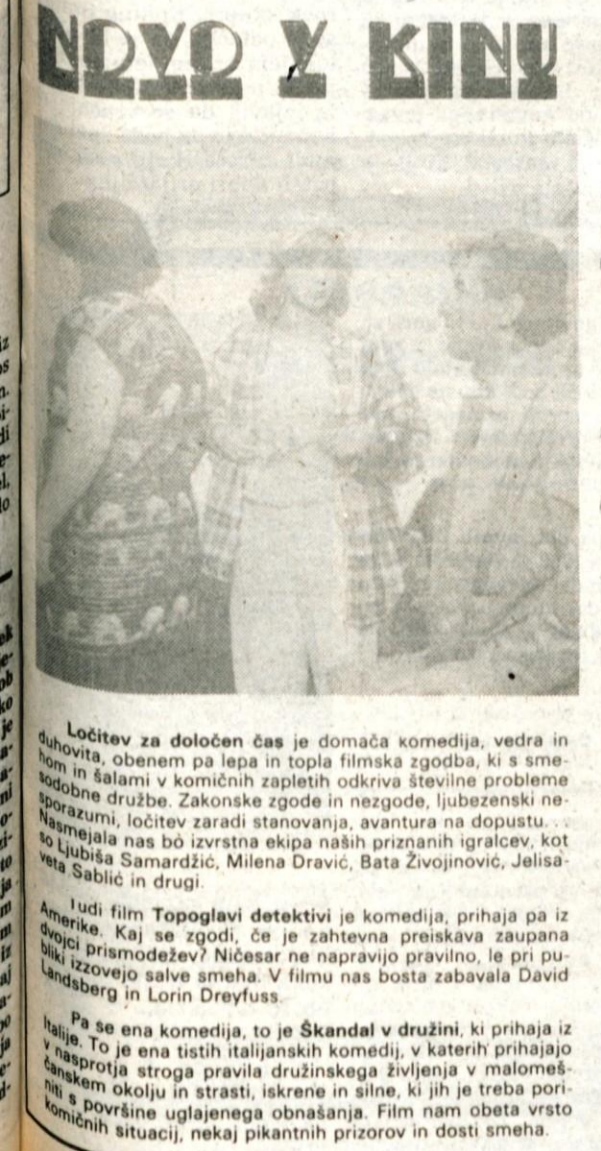 NOVO V KINU
Ločitev za določen čas je domača komedija, vedra in
duhovita, obenem pa lepa in topla filmska zgodba, ki s sme-
hom in šalami v komičnih zapletih odkriva številne probleme
sodobne družbe. Zakonske zgode in nezgode, ljubezenski ne-
sporazumi, ločitev zaradi stanovanja, avantura na dopustu...
Nasmejala nas bo izvrstna ekipa naših priznanih igralcev, kot
so Ljubiša Samardžić, Milena Dravić, Bata Živojinović, Jelisa-
veta Sablić in drugi.
Tudi film Topoglavi detektivi je komedija, prihaja pa iz
Amerike. Kaj se zgodi, če je zahtevna preiskava zaupana
dvojci prismodežev? Ničesar ne napravijo pravilno, le pri pu-
bliki izzovejo salve smeha. V filmu nas bosta zabavala David
Landsberg in Lorin Dreyfuss.
Pa še ena komedija, to je Škandal v družini, ki prihaja iz
Italije. To je ena tistih italijanskih komedij, v katerih prihajajo
v nasprotja stroga pravila družinskega življenja v malomeš-
čanskem okolju in strasti, iskrene in silne, ki jih je treba pori-
niti s površine uglajenega obnašanja. Film nam obeta vrsto
komičnih situacij, nekaj pikantnih prizorov in dosti smeha.